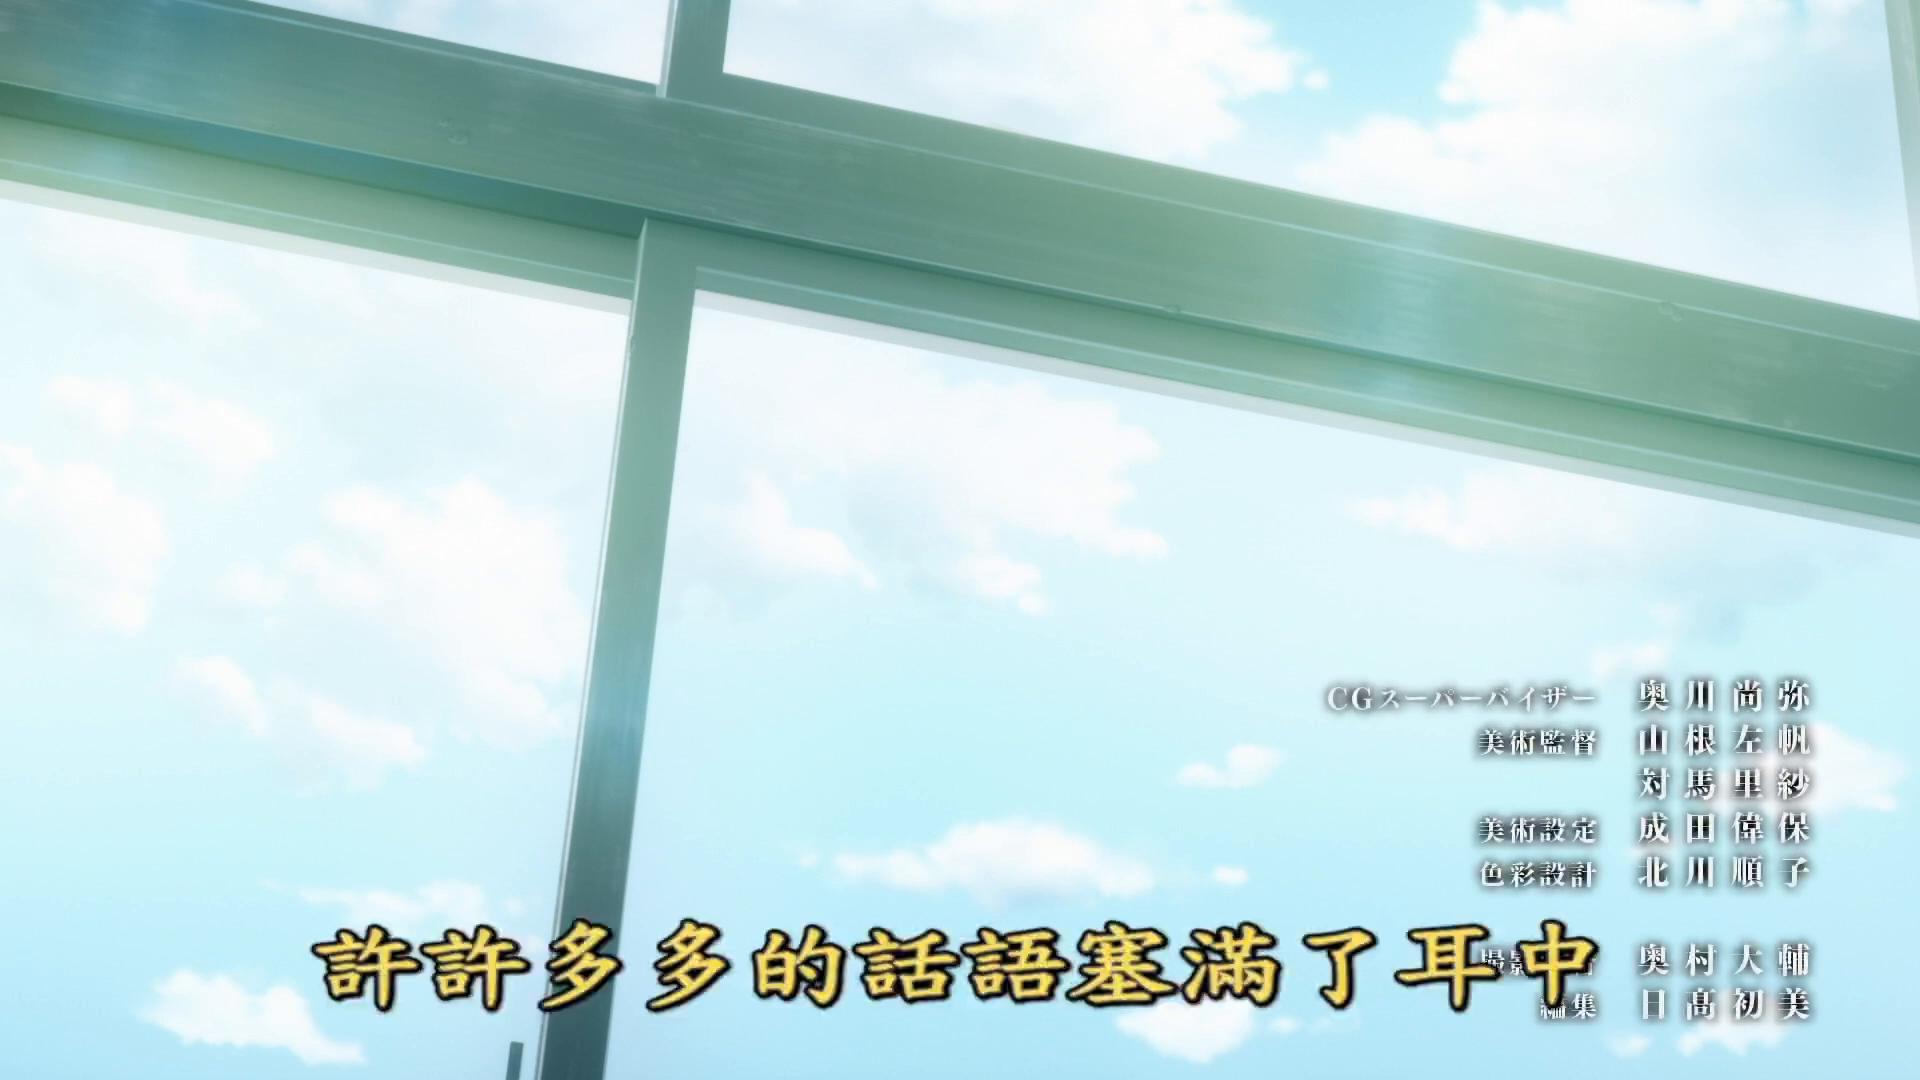 CGスーパーバイザー 奥川尚弥
美術監督 山根左帆
対馬里紗
美術設定 成田偉保
色彩設計 北川順子
奥村大輔
編集 日髙初美
許許多多的話語塞滿了耳中